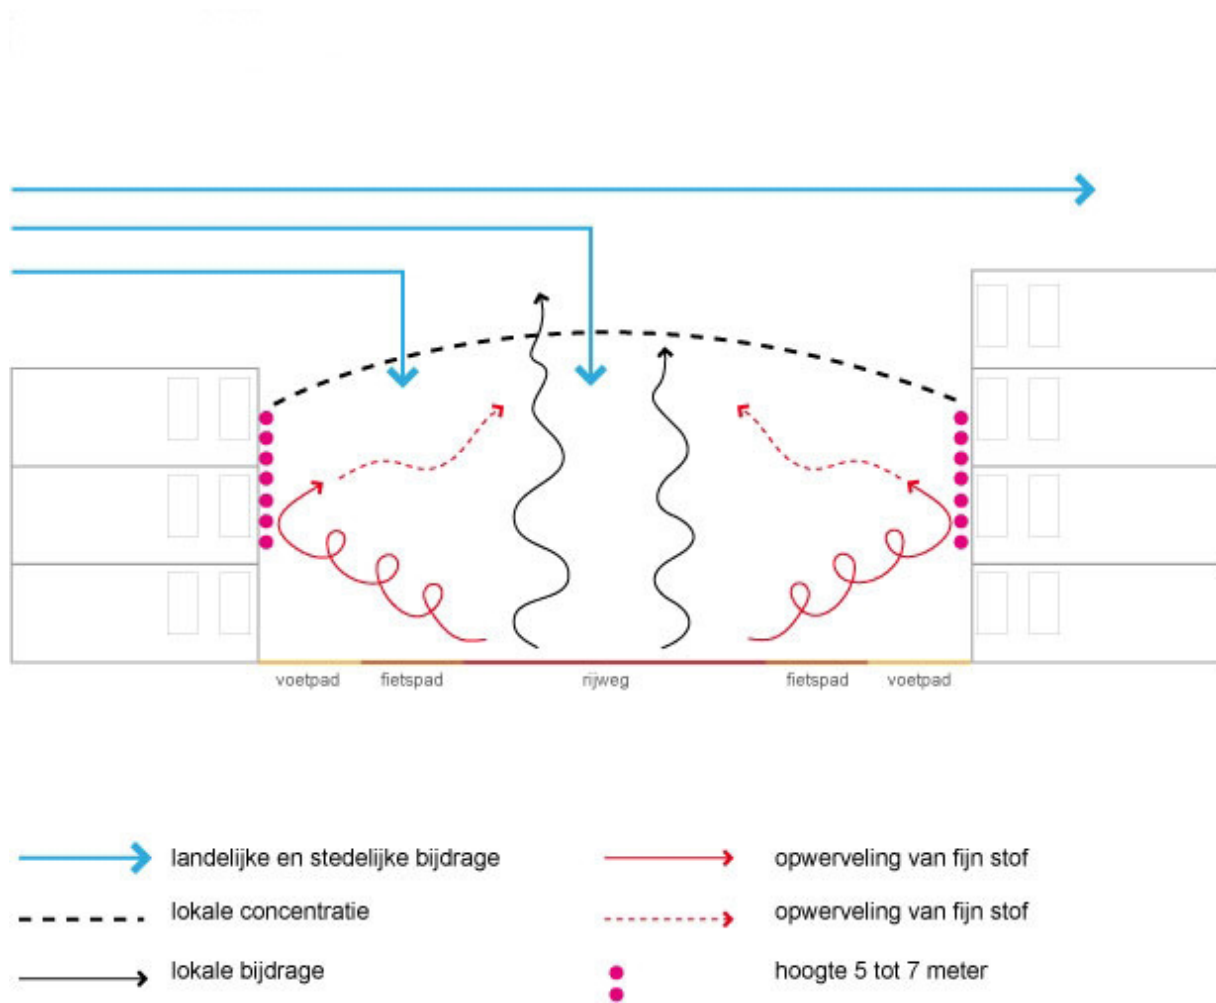 voetpad
fietspad
rijweg
fietspad
voetpad
landelijke en stedelijke bijdrage
opwerveling van fijn stof
lokale concentratie
opwerveling van fijn stof
lokale bijdrage
hoogte 5 tot 7 meter